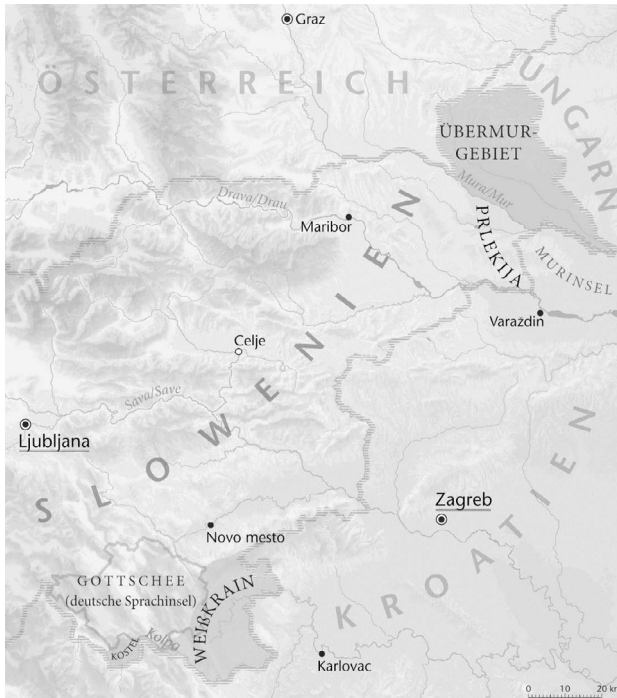 Graz
ÖSTERREICH
UNGARN
ÜBERMUR-
GEBIET
Mura/Mur
Drava/Drau
Maribor
PRLEKIJA
MURINSEL
Varaždin
Celje
Sava/Save
Ljubljana
SLOWENIEN
Zagreb
Novo mesto
KROATIEN
GOTTSCHEE
(deutsche Sprachinsel)
WEIßKRAIN
KOSTEL
Kolpa
Karlovac
0 10 20 km